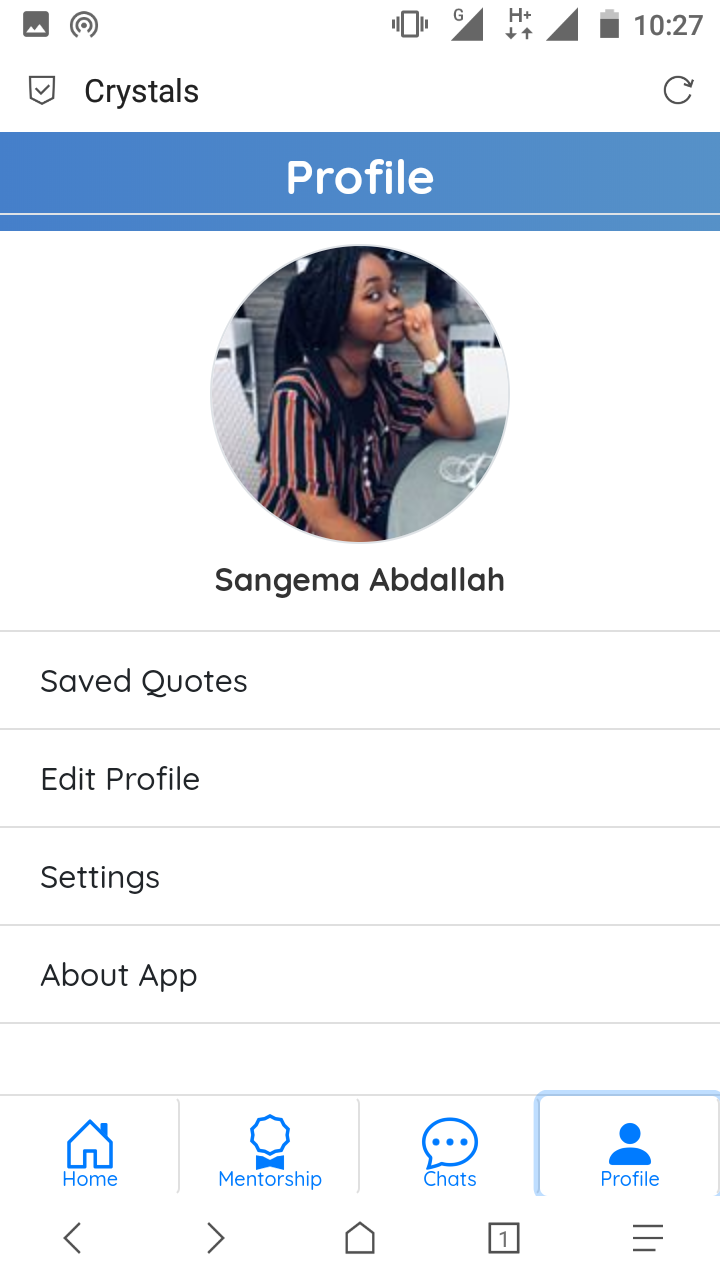 G H+ 10:27
Crystals
Profile
Sangema Abdallah
Saved Quotes
Edit Profile
Settings
About App
Home Mentorship Chats Profile
1